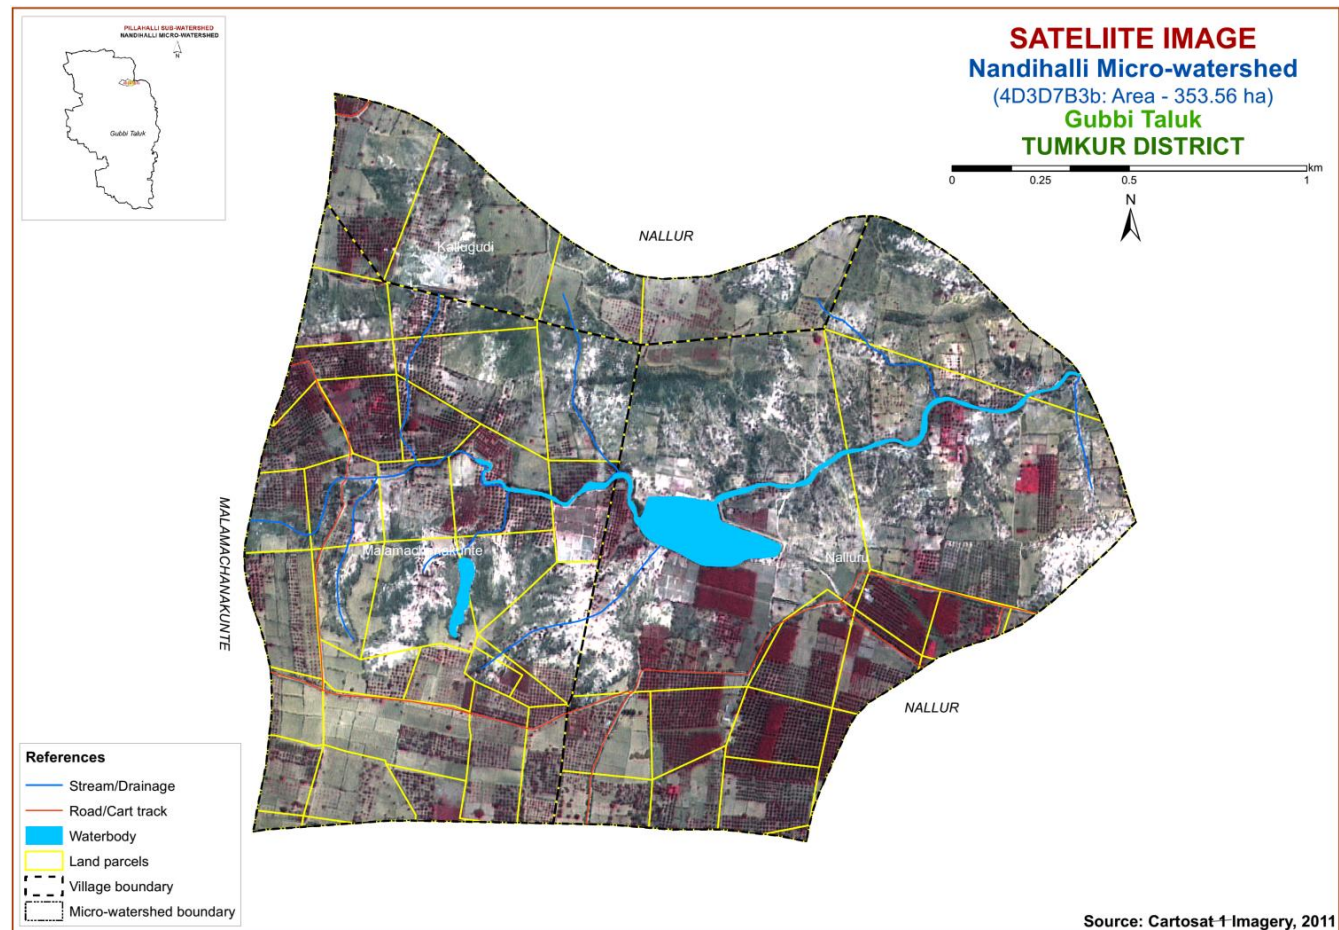 PILLAHALLI SUB-WATERSHED
NANDIHALLI MICRO-WATERSHED
N
Gubbi Taluk
SATELIITE IMAGE
Nandihalli Micro-watershed
(4D3D7B3b: Area - 353.56 ha)
Gubbi Taluk
TUMKUR DISTRICT
km
0 0.25 0.5 1
N
NALLUR
Kallugudi
MALAMACHANAKUNTE
Malamachanakunte
Nalluru
NALLUR
References
Stream/Drainage
Road/Cart track
Waterbody
Land parcels
Village boundary
Micro-watershed boundary
Source: Cartosat 1 Imagery, 2011